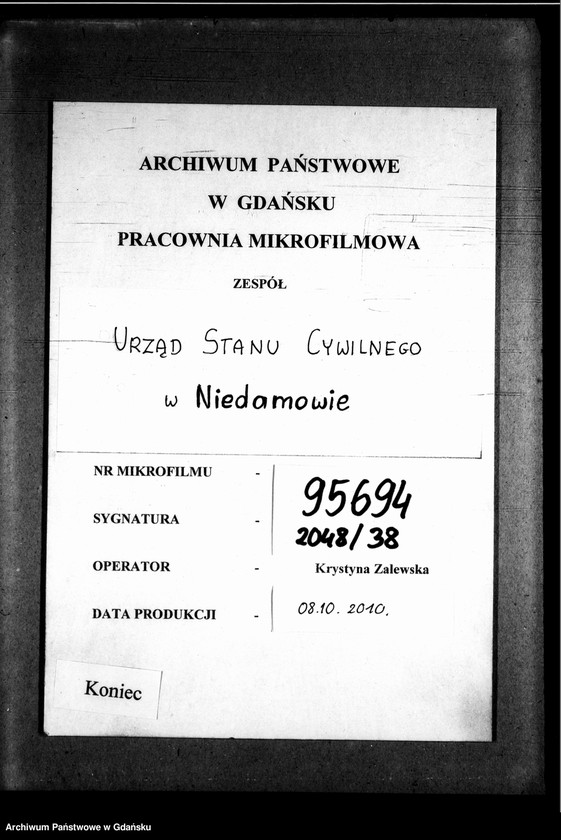 ARCHIWUM PAŃSTWOWE
W GDAŃSKU
PRACOWNIA MIKROFILMOWA
ZESPÓŁ
URZĄD STANU CYWILNEGO
w Niedamowie
NR MIKROFILMU - 95694
SYGNATURA - 2048/38
OPERATOR - Krystyna Zalewska
DATA PRODUKCJI - 08.10.2010.
Koniec
Archiwum Państwowe w Gdańsku